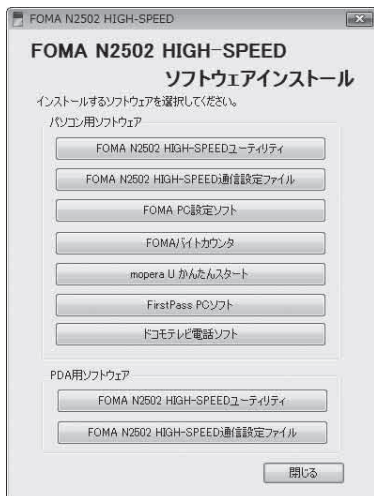 FOMA N2502 HIGH-SPEED
FOMA N2502 HIGH-SPEED
ソフトウェアインストール
インストールするソフトウェアを選択してください。
パソコン用ソフトウェア
FOMA N2502 HIGH-SPEEDユーティリティ
FOMA N2502 HIGH-SPEED通信設定ファイル
FOMA PC設定ソフト
FOMAバイトカウンタ
mopera U かんたんスタート
FirstPass PCソフト
ドコモテレビ電話ソフト
PDA用ソフトウェア
FOMA N2502 HIGH-SPEEDユーティリティ
FOMA N2502 HIGH-SPEED通信設定ファイル
閉じる